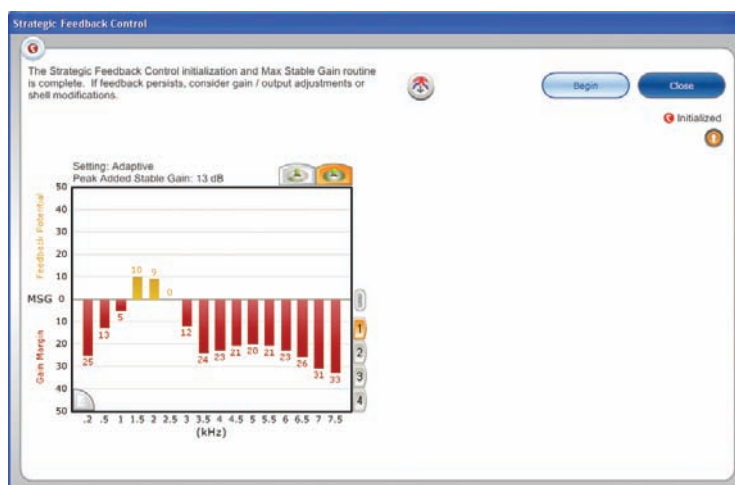 Strategic Feedback Control
The Strategic Feedback Control initialization and Max Stable Gain routine
is complete. If feedback persists, consider gain / output adjustments or
shell modifications.
Begin
Close
Initialized
Setting: Adaptive
Peak Added Stable Gain: 13 dB
50
40
30
20
10
MSG 0
10
20
30
40
50
Feedback Potential
Gain Margin
10 9 0
25 13 5 12 24 23 21 20 21 23 26 31 33
1
2
3
4
.2 .5 1 1.5 2 2.5 3 3.5 4 4.5 5 5.5 6 6.5 7 7.5
(kHz)